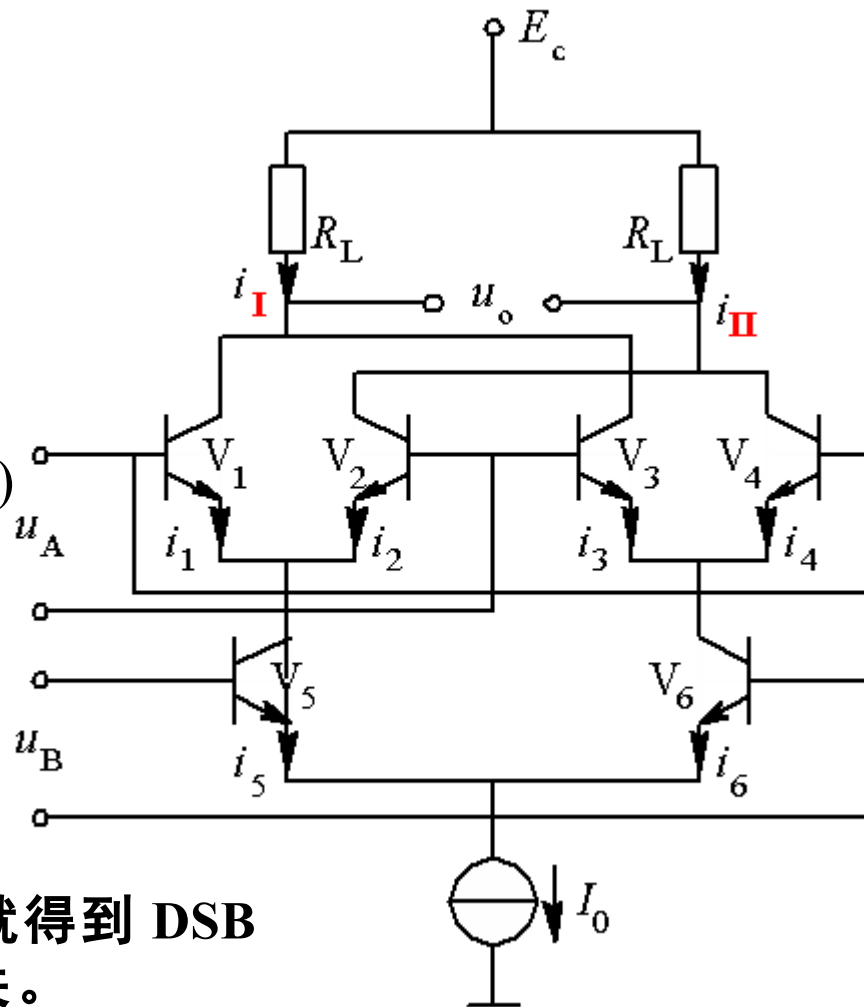 E_c
R_L R_L
i_I u_o i_II
V_1 V_2 V_3 V_4
)
u_A i_1 i_2 i_3 i_4
V_5 V_6
u_B i_5 i_6
I_0
就得到 DSB
。